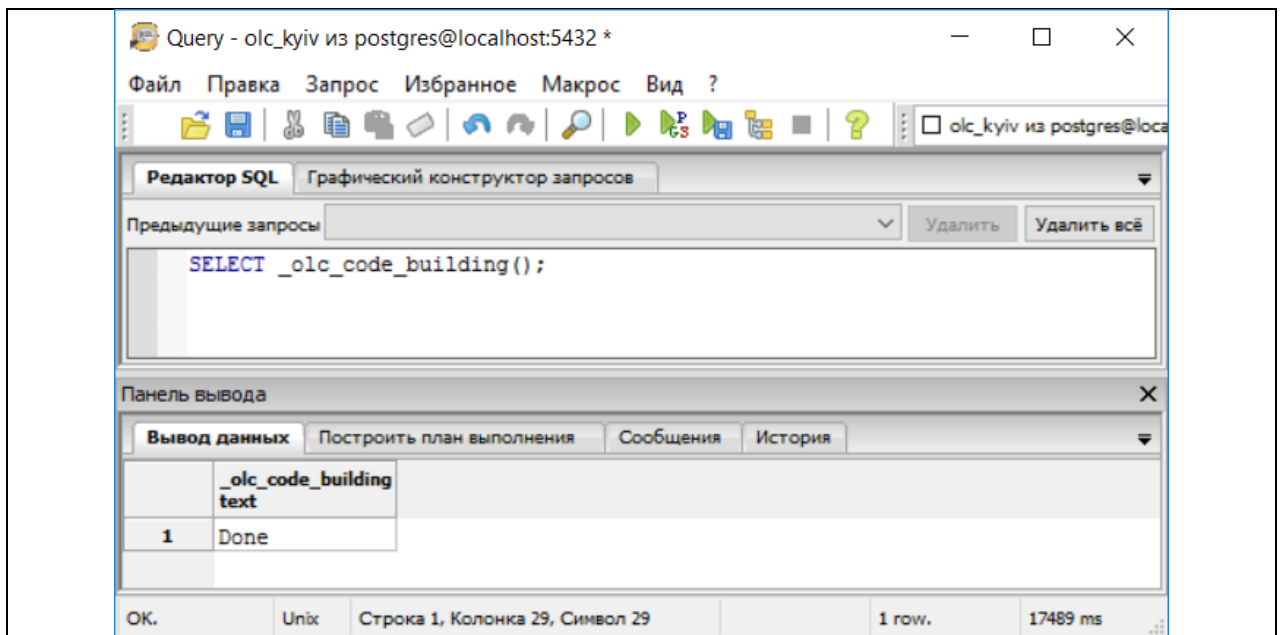 Query - olc_kyiv из postgres@localhost:5432 *
Файл Правка Запрос Избранное Макрос Вид ?
olc_kyiv из postgres@loca
Редактор SQL Графический конструктор запросов
Предыдущие запросы Удалить Удалить всё
SELECT _olc_code_building();
Панель вывода
Вывод данных Построить план выполнения Сообщения История
_olc_code_building
text
1 Done
OK. Unix Строка 1, Колонка 29, Символ 29 1 row. 17489 ms